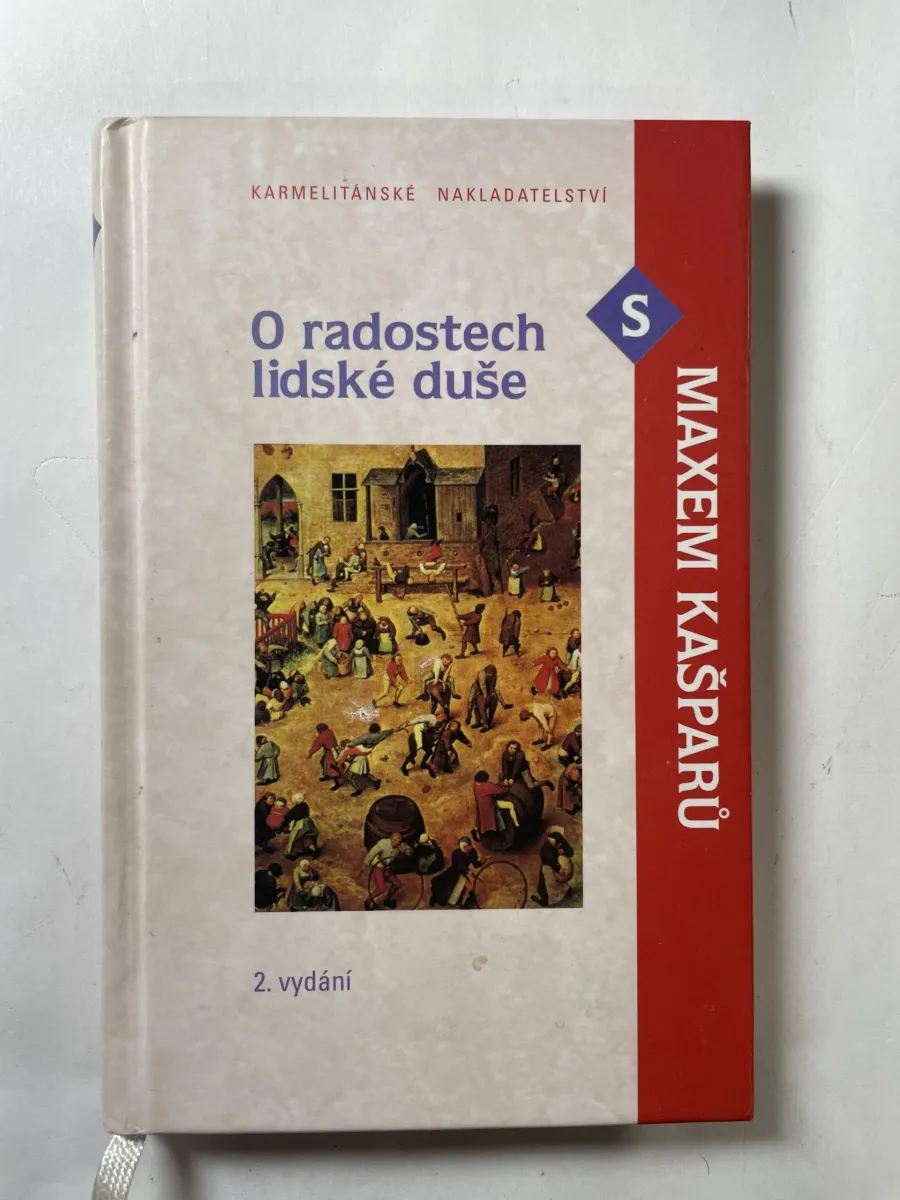 KARMELITÁNSKÉ NAKLADATELSTVÍ
O radostech
lidské duše
S
MAXEM KAŠPARŮ
2. vydání